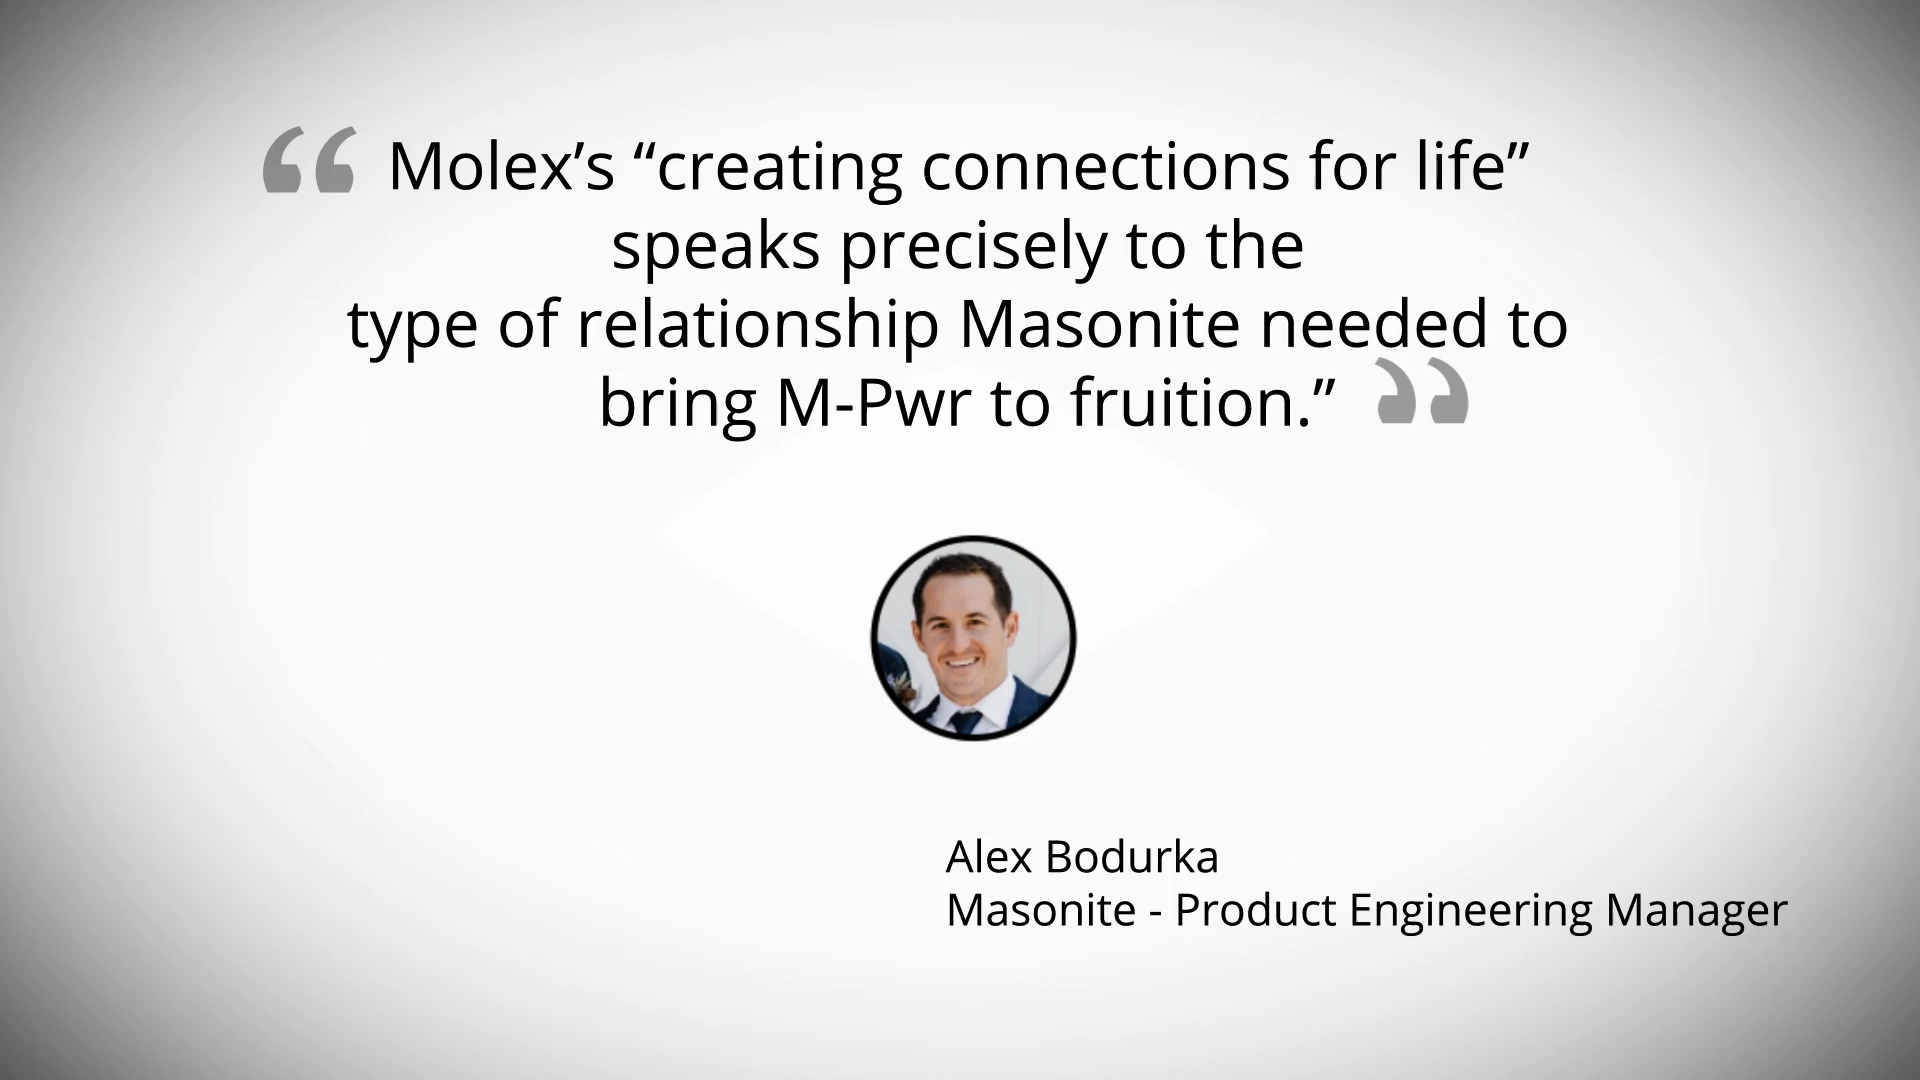 “ Molex’s “creating connections for life”
speaks precisely to the
type of relationship Masonite needed to
bring M-Pwr to fruition.” ”
Alex Bodurka
Masonite - Product Engineering Manager